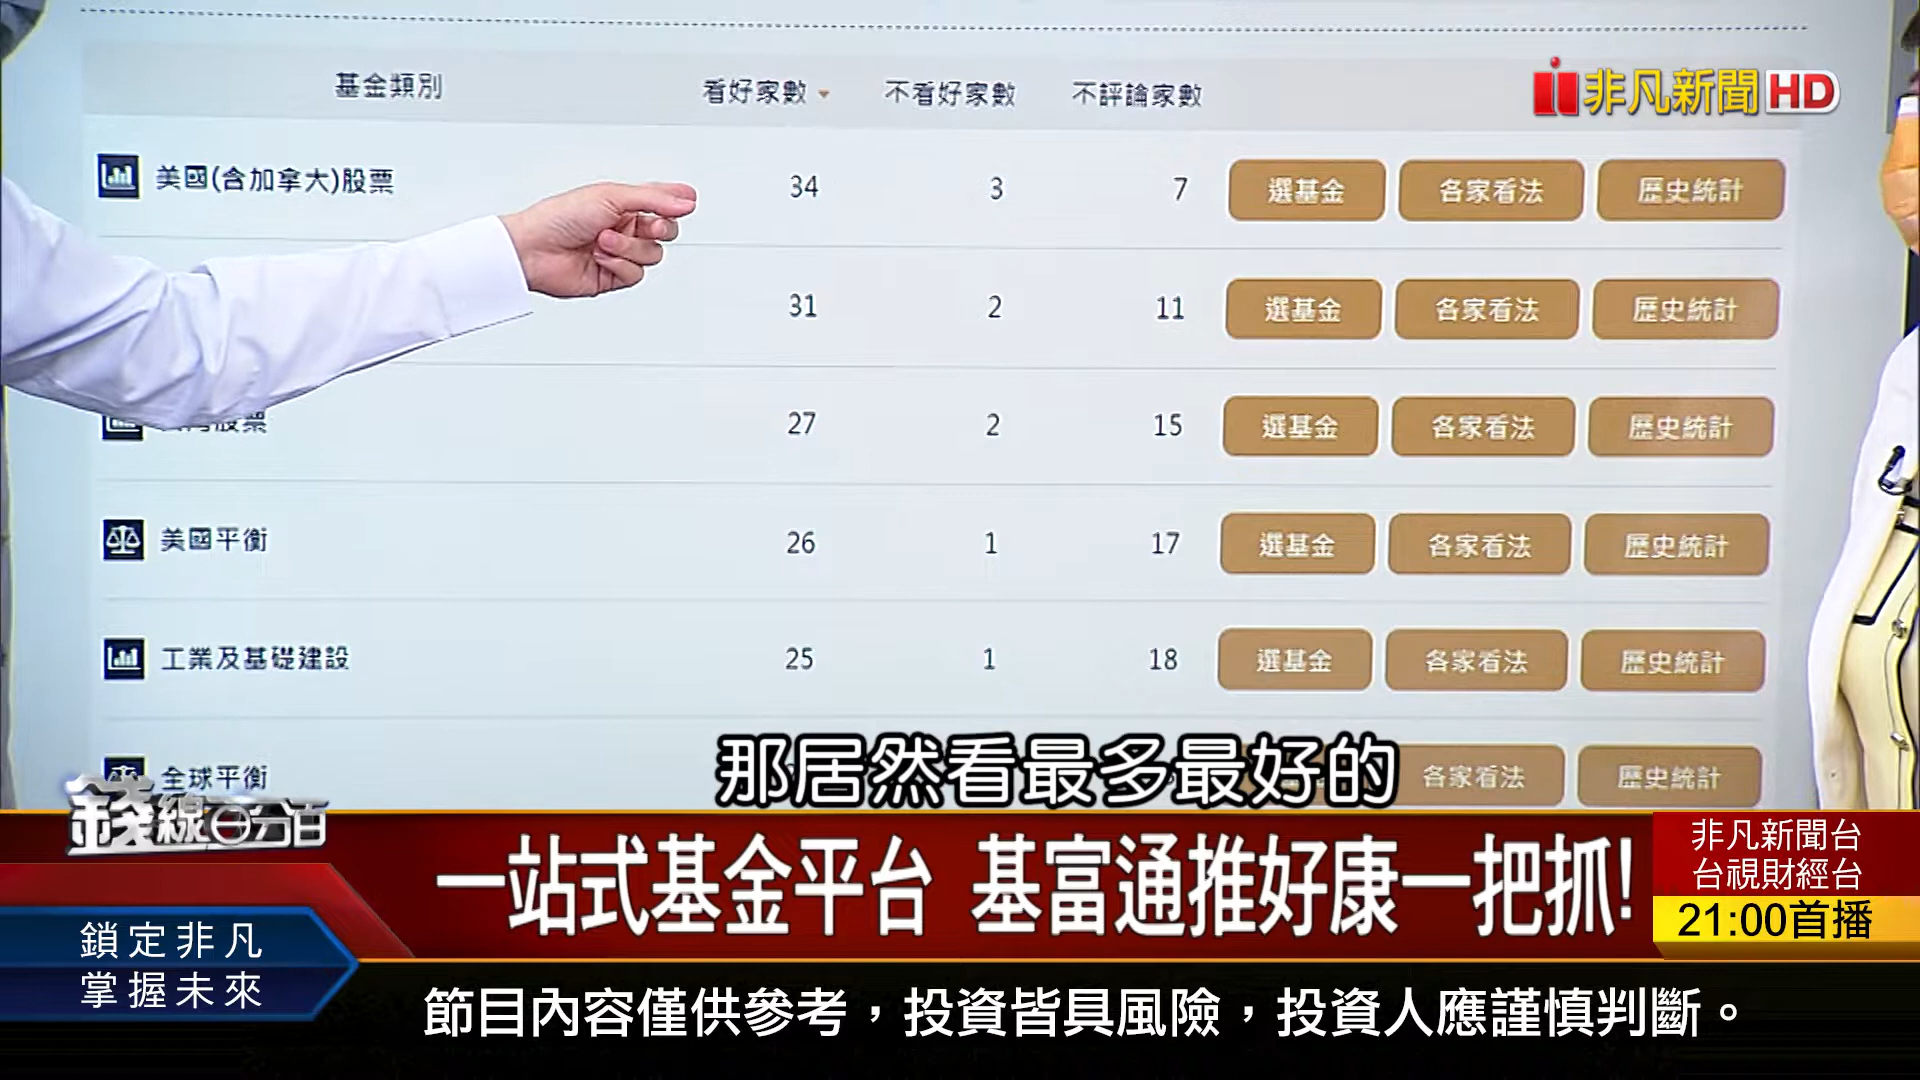 基金類別 看好家數 不看好家數 不評論家數
非凡新聞HD
美國(含加拿大)股票 34 3 7 選基金 各家看法 歷史統計
31 2 11 選基金 各家看法 歷史統計
股票 27 2 15 選基金 各家看法 歷史統計
美國平衡 26 1 17 選基金 各家看法 歷史統計
工業及基礎建設 25 1 18 選基金 各家看法 歷史統計
全球平衡 各家看法 歷史統計
那居然看最多最好的
錢線百分百
一站式基金平台 基富通推好康一把抓!
非凡新聞台
台視財經台
21:00首播
鎖定非凡
掌握未來
節目內容僅供參考，投資皆具風險，投資人應謹慎判斷。